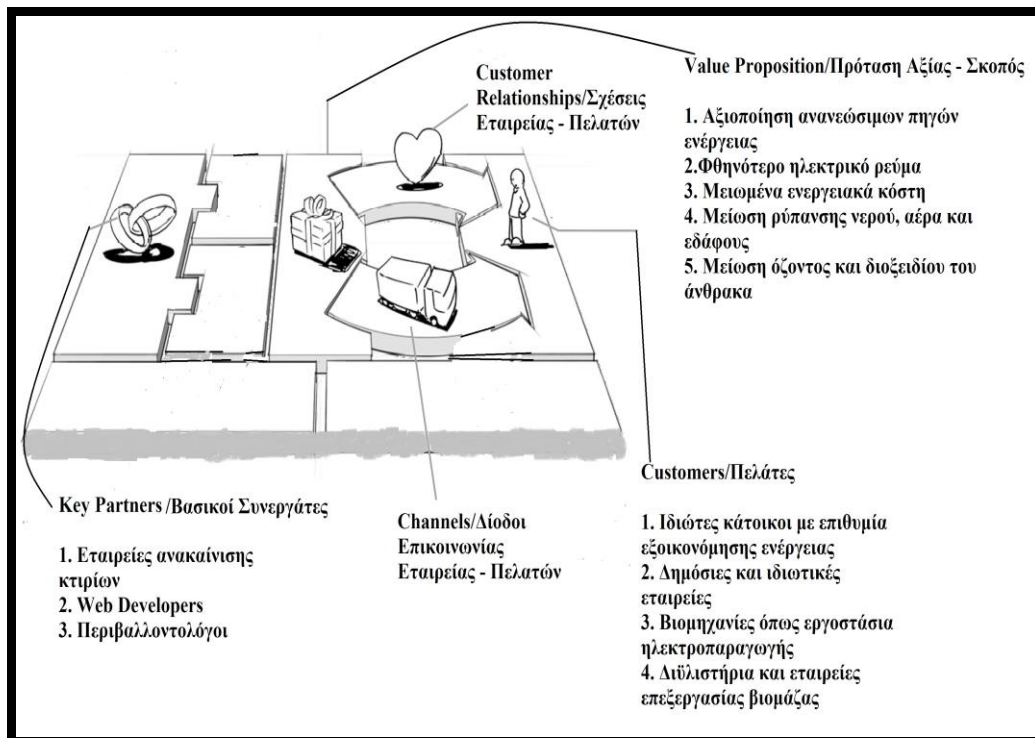 Customer
Relationships/Σχέσεις
Εταιρείας - Πελατών
Value Proposition/Πρόταση Αξίας - Σκοπός
1. Αξιοποίηση ανανεώσιμων πηγών
ενέργειας
2.Φθηνότερο ηλεκτρικό ρεύμα
3. Μειωμένα ενεργειακά κόστη
4. Μείωση ρύπανσης νερού, αέρα και
εδάφους
5. Μείωση όζοντος και διοξειδίου του
άνθρακα
Key Partners /Βασικοί Συνεργάτες
1. Εταιρείες ανακαίνισης
κτιρίων
2. Web Developers
3. Περιβαλλοντολόγοι
Channels/Δίοδοι
Επικοινωνίας
Εταιρείας - Πελατών
Customers/Πελάτες
1. Ιδιώτες κάτοικοι με επιθυμία
εξοικονόμησης ενέργειας
2. Δημόσιες και ιδιωτικές
εταιρείες
3. Βιομηχανίες όπως εργοστάσια
ηλεκτροπαραγωγής
4. Διϋλιστήρια και εταιρείες
επεξεργασίας βιομάζας